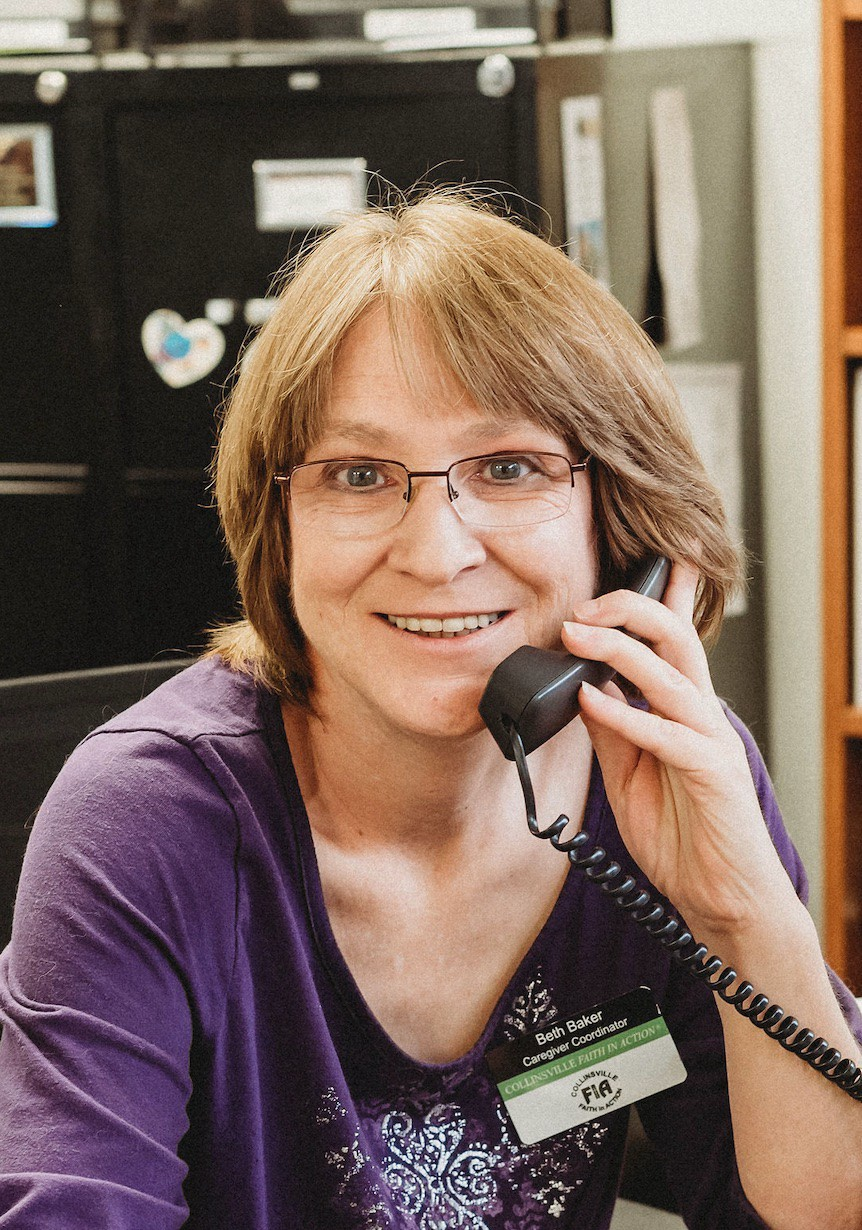 Beth Baker
Caregiver Coordinator
COLLINSVILLE FAITH IN ACTION®
COLLINSVILLE
FIA
FAITH in ACTION